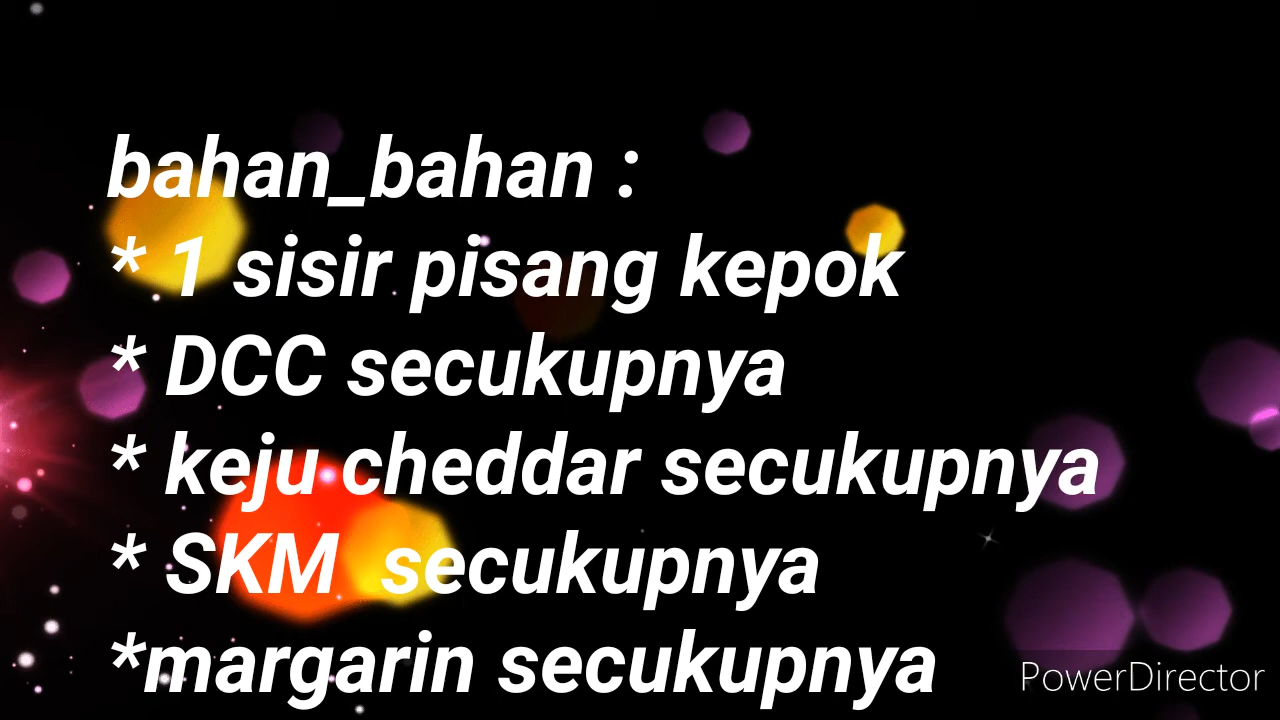 bahan_bahan :
* 1 sisir pisang kepok
* DCC secukupnya
* keju cheddar secukupnya
* SKM  secukupnya
*margarin secukupnya
PowerDirector